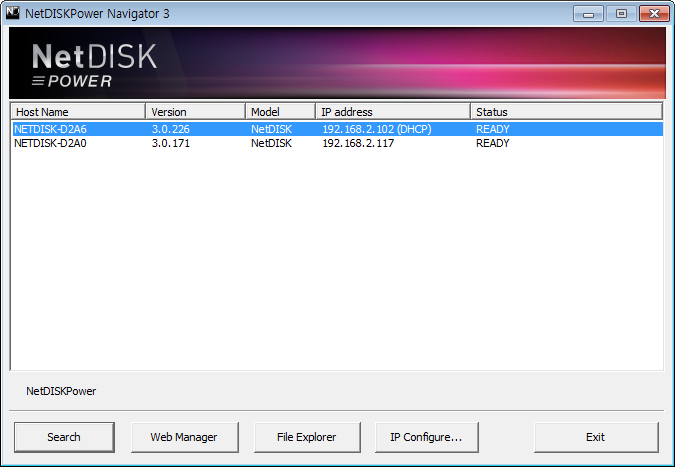 NetDISKPower Navigator 3
NetDISK
POWER
Host Name Version Model IP address Status
NETDISK-D2A6 3.0.226 NetDISK 192.168.2.102 (DHCP) READY
NETDISK-D2A0 3.0.171 NetDISK 192.168.2.117 READY
NetDISKPower
Search Web Manager File Explorer IP Configure... Exit